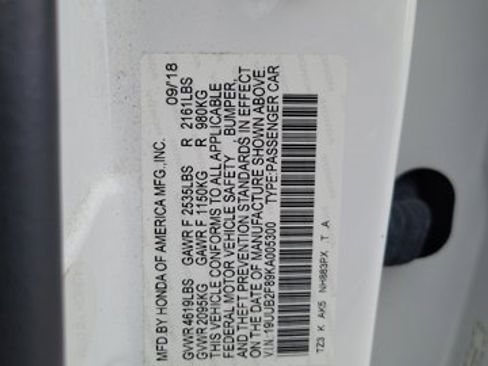 MFD BY HONDA OF AMERICA MFG.,INC. 09/18
GVWR 4619LBS GAWR F 2535LBS R 2161LBS
GVWR 2095KG GAWR F 1150KG R 980KG
THIS VEHICLE CONFORMS TO ALL APPLICABLE
FEDERAL MOTOR VEHICLE SAFETY , BUMPER,
AND THEFT PREVENTION STANDARDS IN EFFECT
ON THE DATE OF MANUFACTURE SHOWN ABOVE.
V.I.N:19UUB2F89KA005300 TYPE:PASSENGER CAR
TZ3 K AK5 NH883PX T A